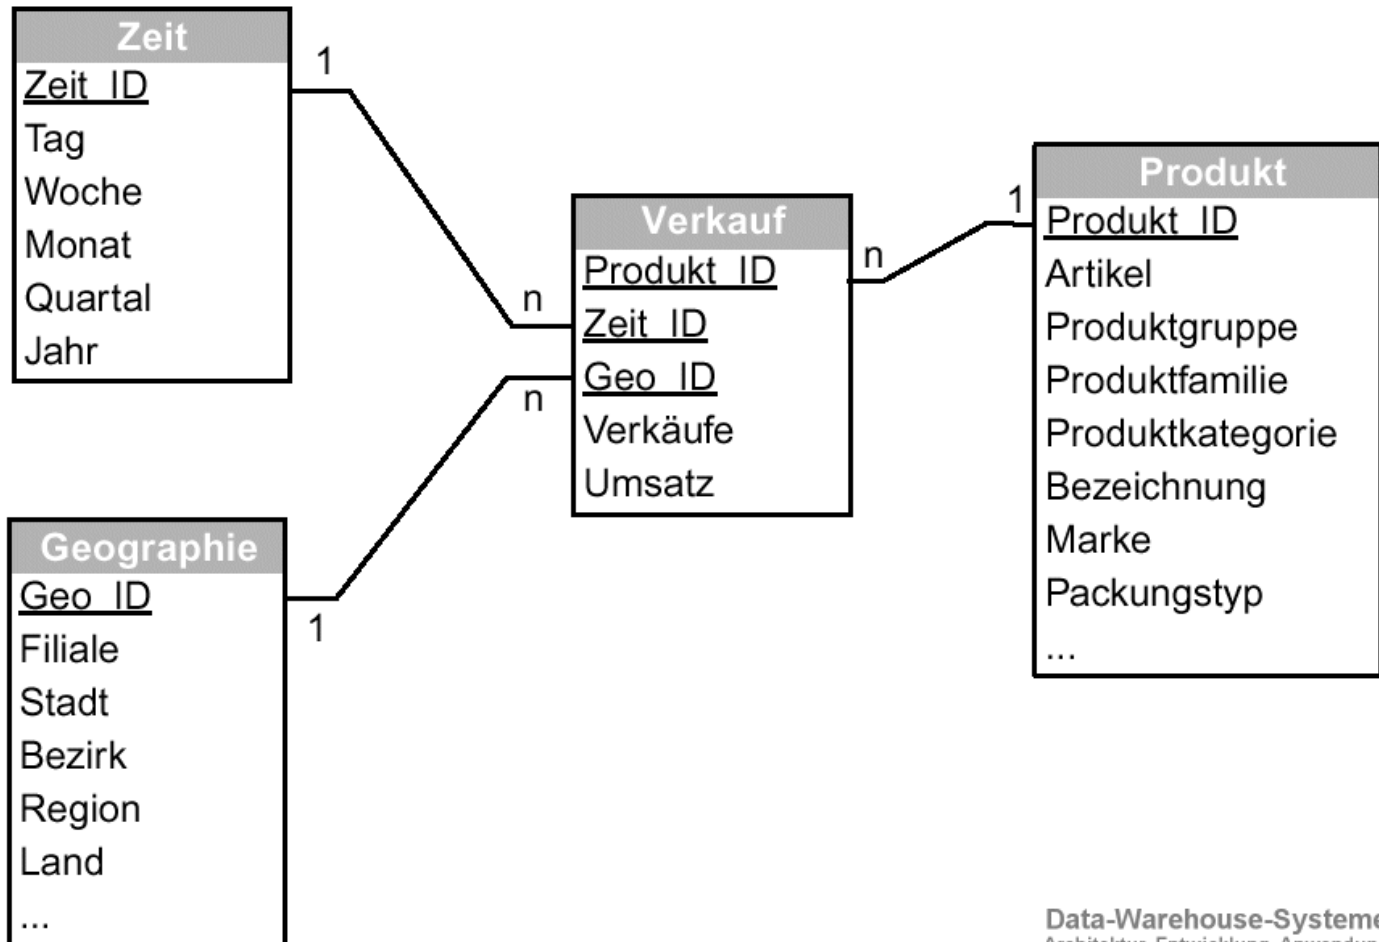 Zeit
Zeit_ID
Tag
Woche
Monat
Quartal
Jahr
1
n
Geographie
Geo_ID
Filiale
Stadt
Bezirk
Region
Land
...
1
n
Verkauf
Produkt_ID
Zeit_ID
Geo_ID
Verkäufe
Umsatz
n
1
Produkt
Produkt_ID
Artikel
Produktgruppe
Produktfamilie
Produktkategorie
Bezeichnung
Marke
Packungstyp
...
Data-Warehouse-Systeme